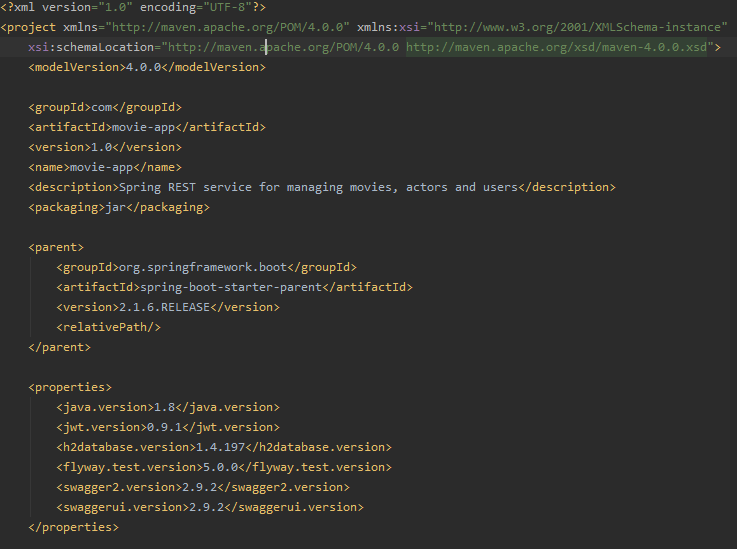 <?xml version="1.0" encoding="UTF-8"?>
<project xmlns="http://maven.apache.org/POM/4.0.0" xmlns:xsi="http://www.w3.org/2001/XMLSchema-instance"
xsi:schemaLocation="http://maven.apache.org/POM/4.0.0 http://maven.apache.org/xsd/maven-4.0.0.xsd">
<modelVersion>4.0.0</modelVersion>
<groupId>com</groupId>
<artifactId>movie-app</artifactId>
<version>1.0</version>
<name>movie-app</name>
<description>Spring REST service for managing movies, actors and users</description>
<packaging>jar</packaging>
<parent>
<groupId>org.springframework.boot</groupId>
<artifactId>spring-boot-starter-parent</artifactId>
<version>2.1.6.RELEASE</version>
<relativePath/>
</parent>
<properties>
<java.version>1.8</java.version>
<jwt.version>0.9.1</jwt.version>
<h2database.version>1.4.197</h2database.version>
<flyway.test.version>5.0.0</flyway.test.version>
<swagger2.version>2.9.2</swagger2.version>
<swaggerui.version>2.9.2</swaggerui.version>
</properties>